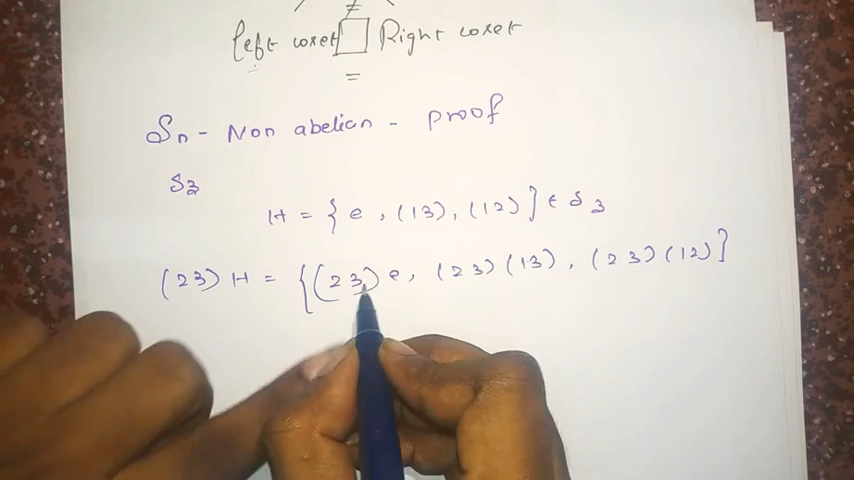 ≠
Left coset □ Right coset
=
Sn - Non abelian - proof
S3
H = { e , (13), (12) } ∈ S3
(23) H = { (23) e, (23) (13) , (23) (12) }